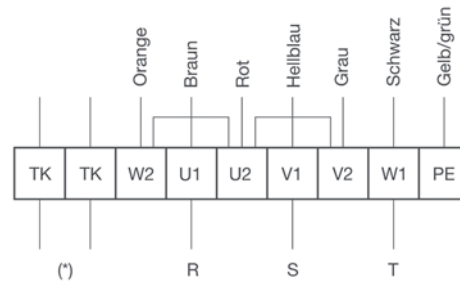 Orange Braun Rot Hellblau Grau Schwarz Gelb/grün
TK TK W2 U1 U2 V1 V2 W1 PE
(*) R S T